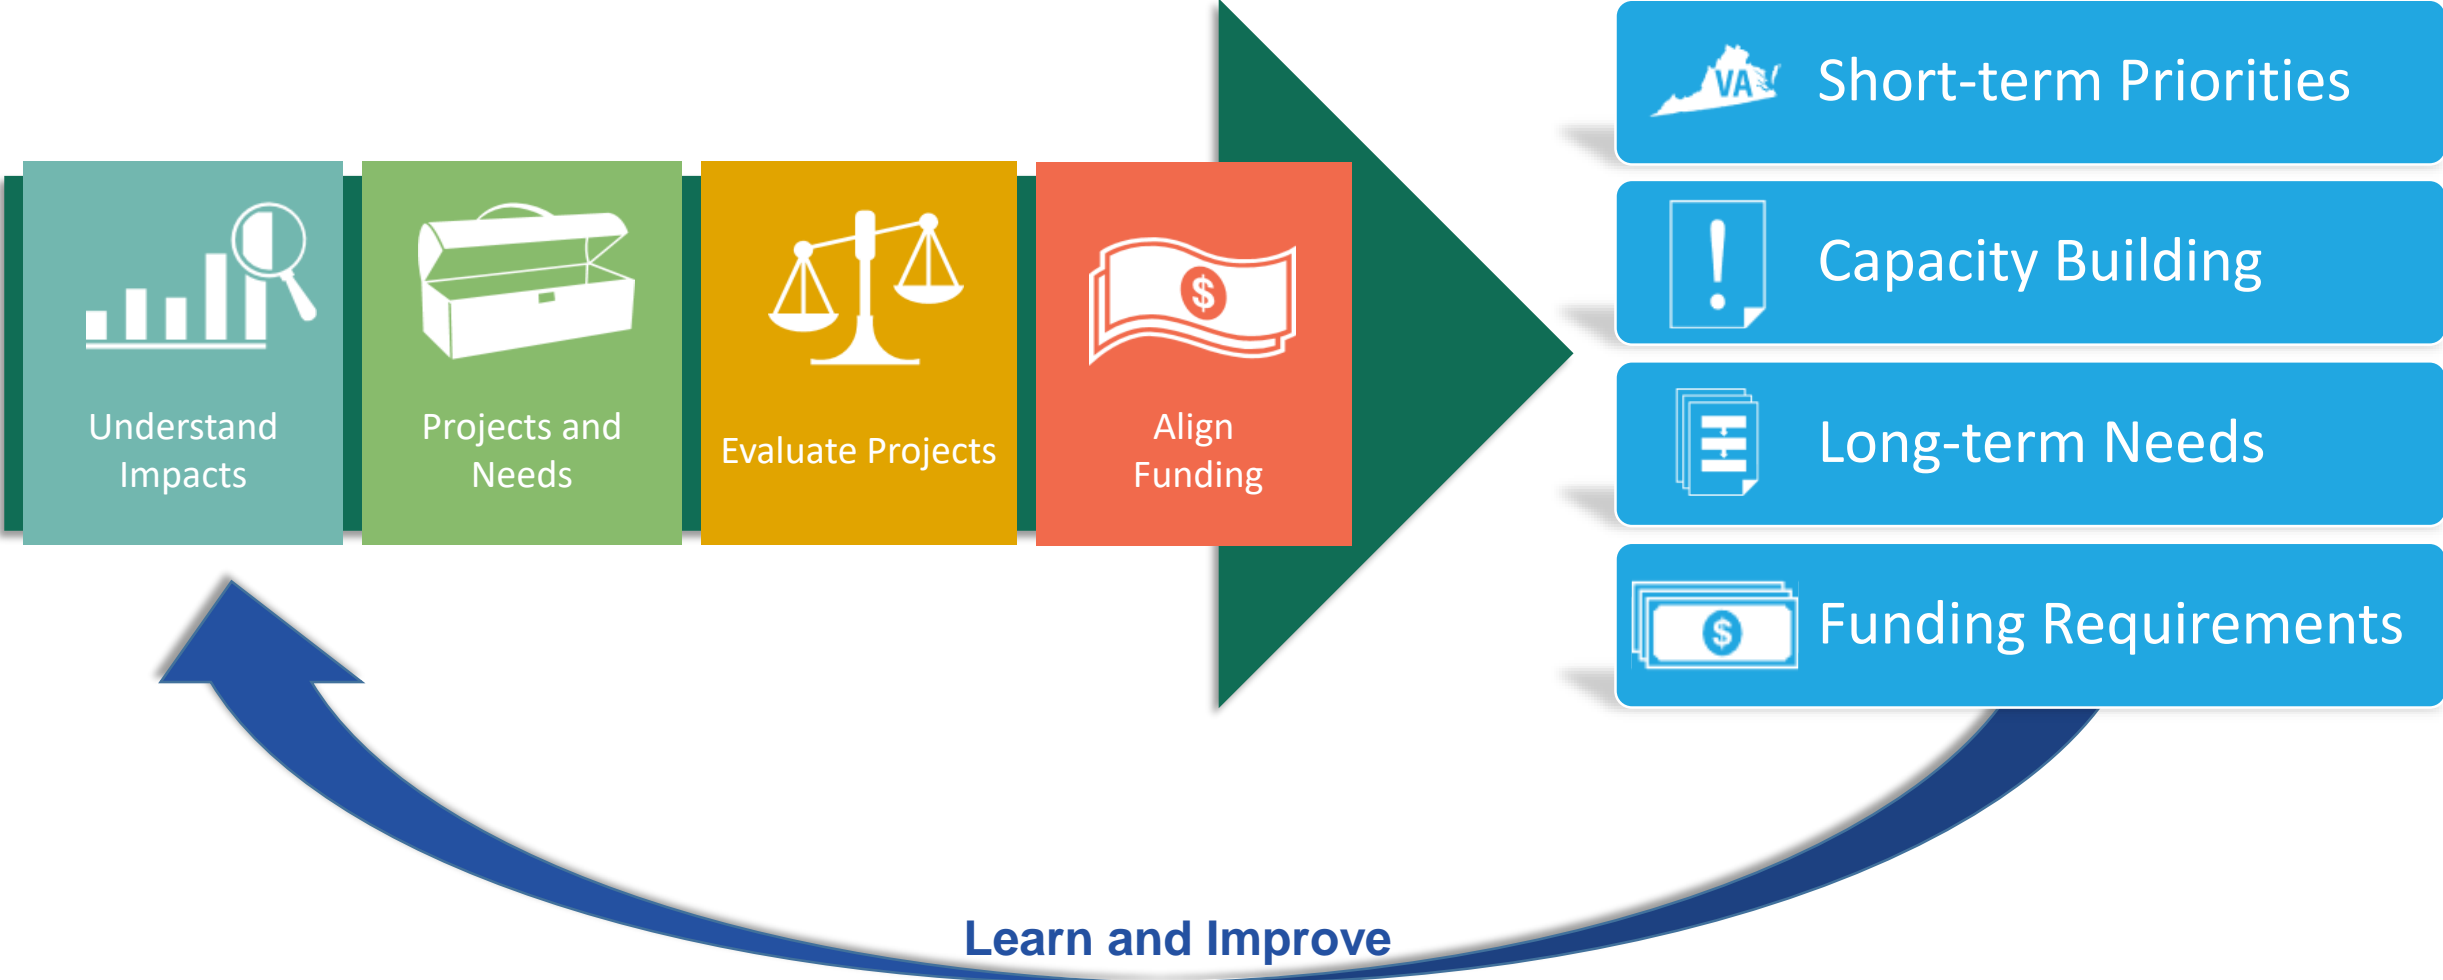 Understand
Impacts
Projects and
Needs
Evaluate Projects
$
Align
Funding
VA
Short-term Priorities
!
Capacity Building
Long-term Needs
$
Funding Requirements
Learn and Improve